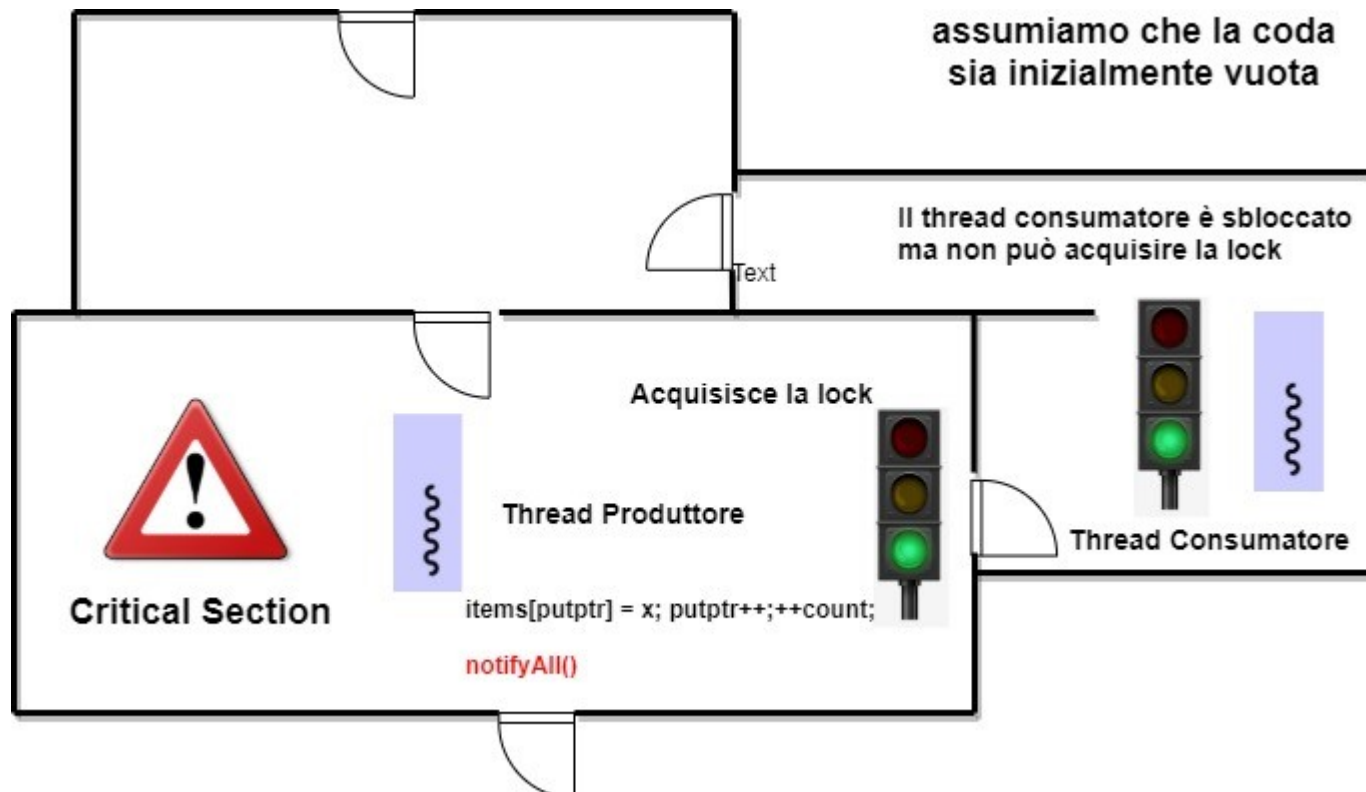 assumiamo che la coda
sia inizialmente vuota
Il thread consumatore è sbloccato
ma non può acquisire la lock
Text
Acquisisce la lock
Thread Produttore
Thread Consumatore
Critical Section
items[putptr] = x; putptr++;++count;
notifyAll()